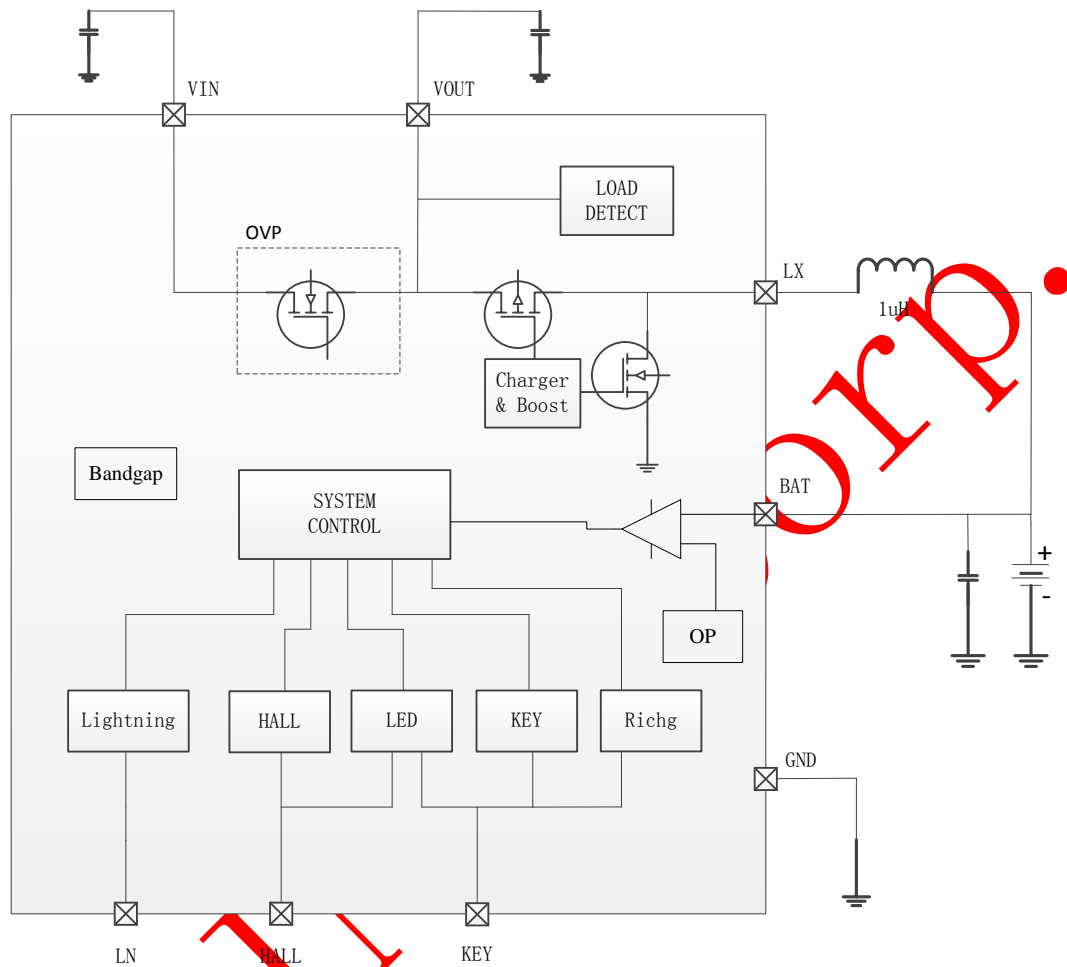 VIN
VOUT
LOAD
DETECT
OVP
LX
1uH
Charger
& Boost
Bandgap
SYSTEM
CONTROL
BAT
+
-
OP
Lightning
HALL
LED
KEY
Richg
GND
LN
HALL
KEY
orp.